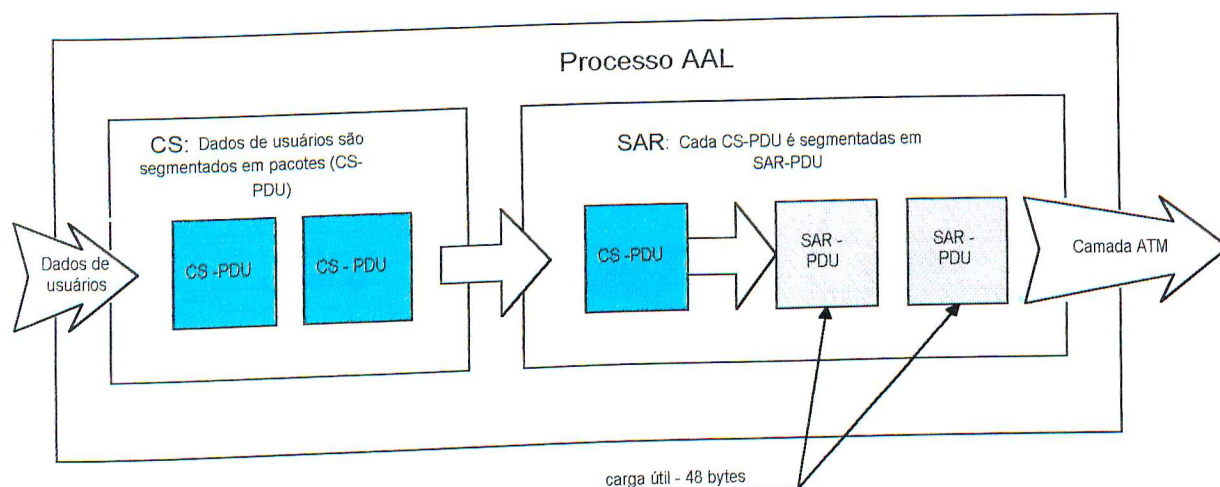 Processo AAL
CS: Dados de usuários são
segmentados em pacotes (CS-
PDU)
SAR: Cada CS-PDU é segmentadas em
SAR-PDU
Dados de
usuários
CS -PDU
CS - PDU
CS -PDU
SAR -
PDU
SAR -
PDU
Camada ATM
carga útil - 48 bytes